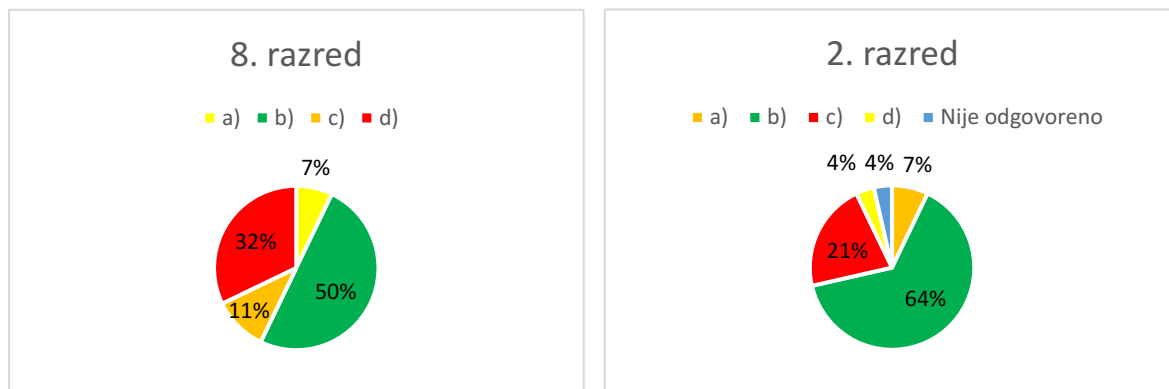 8. razred
a) b) c) d)
7%
50%
11%
32%
2. razred
a) b) c) d) Nije odgovoreno
4% 4% 7%
21%
64%